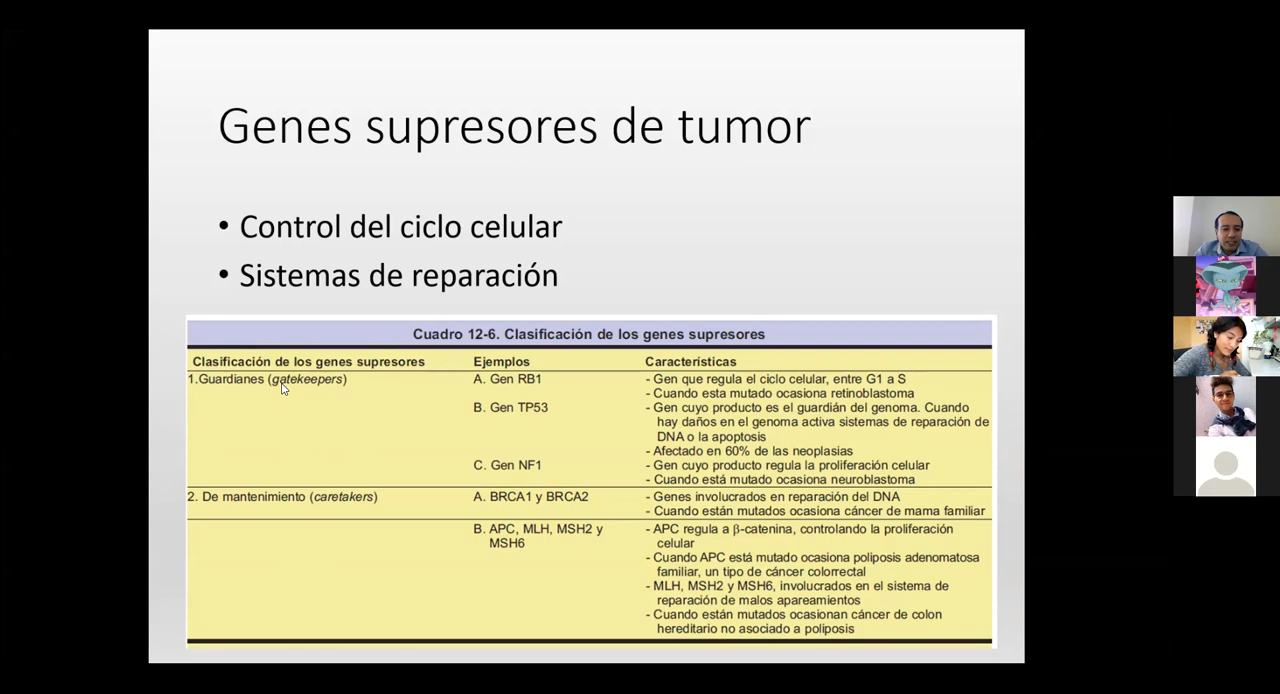 Genes supresores de tumor
• Control del ciclo celular
• Sistemas de reparación
Cuadro 12-6. Clasificación de los genes supresores
Clasificación de los genes supresores Ejemplos Características
1.Guardianes (gatekeepers) A. Gen RB1 - Gen que regula el ciclo celular, entre G1 a S
- Cuando esta mutado ocasiona retinoblastoma
B. Gen TP53 - Gen cuyo producto es el guardián del genoma. Cuando
hay daños en el genoma activa sistemas de reparación de
DNA o la apoptosis
- Afectado en 60% de las neoplasias
C. Gen NF1 - Gen cuyo producto regula la proliferación celular
- Cuando está mutado ocasiona neuroblastoma
2. De mantenimiento (caretakers) A. BRCA1 y BRCA2 - Genes involucrados en reparación del DNA
- Cuando están mutados ocasiona cáncer de mama familiar
B. APC, MLH, MSH2 y - APC regula a β-catenina, controlando la proliferación
MSH6 celular
- Cuando APC está mutado ocasiona poliposis adenomatosa
familiar, un tipo de cáncer colorrectal
- MLH, MSH2 y MSH6, involucrados en el sistema de
reparación de malos apareamientos
- Cuando están mutados ocasionan cáncer de colon
hereditario no asociado a poliposis